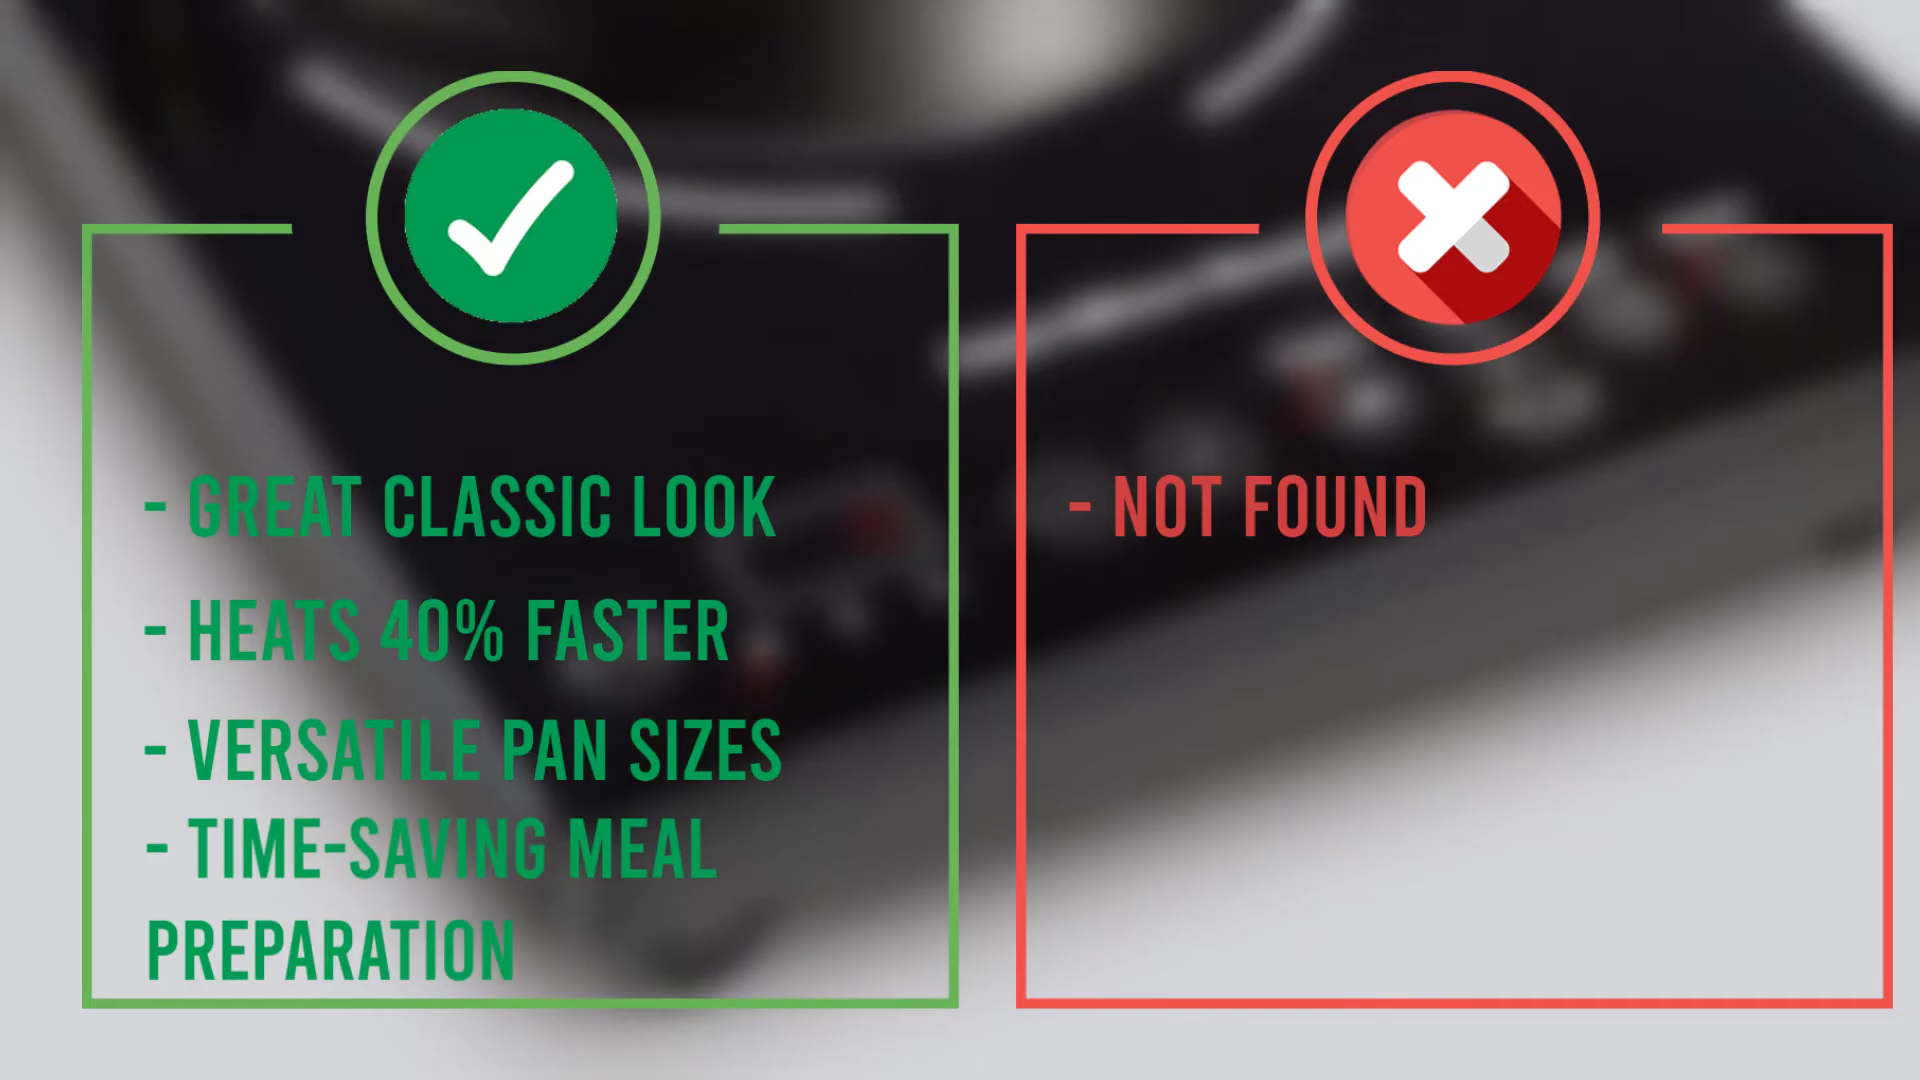 - GREAT CLASSIC LOOK
- HEATS 40% FASTER
- VERSATILE PAN SIZES
- TIME-SAVING MEAL
PREPARATION
- NOT FOUND